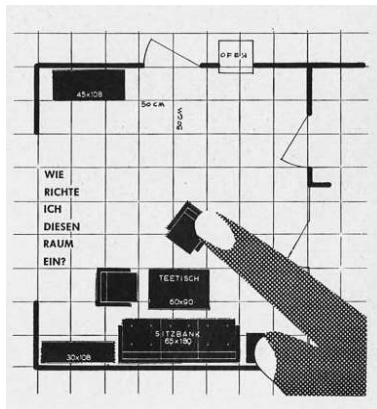 OFEN
45x108
50 CM
50 CM
WIE
RICHTE
ICH
DIESEN
RAUM
EIN?
TEETISCH
60x90
SITZBANK
65x180
30x108